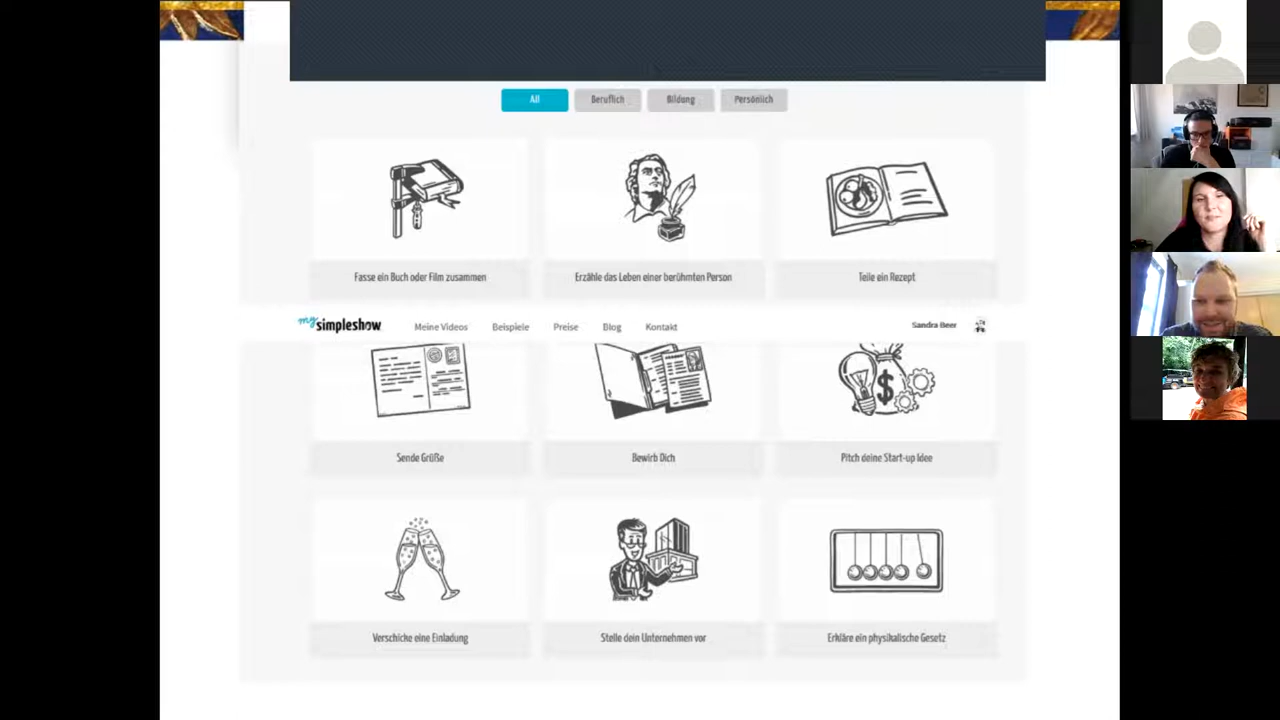 All
Beruflich
Bildung
Persönlich
Fasse ein Buch oder Film zusammen
Erzähle das Leben einer berühmten Person
Teile ein Rezept
my simpleshow
Meine Videos
Beispiele
Preise
Blog
Kontakt
Sandra Beer
Sende Grüße
Bewirb Dich
Pitch deine Start-up Idee
Verschicke eine Einladung
Stelle dein Unternehmen vor
Erkläre ein physikalische Gesetz